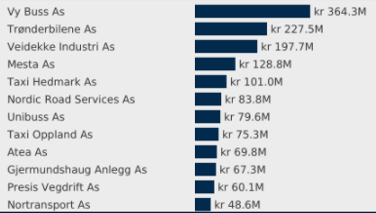 Vy Buss As kr 364.3M
Trønderbilene As kr 227.5M
Veidekke Industri As kr 197.7M
Mesta As kr 128.8M
Taxi Hedmark As kr 101.0M
Nordic Road Services As kr 83.8M
Unibuss As kr 79.6M
Taxi Oppland As kr 75.3M
Atea As kr 69.8M
Gjermundshaug Anlegg As kr 67.3M
Presis Vegdrift As kr 60.1M
Nortransport As kr 48.6M